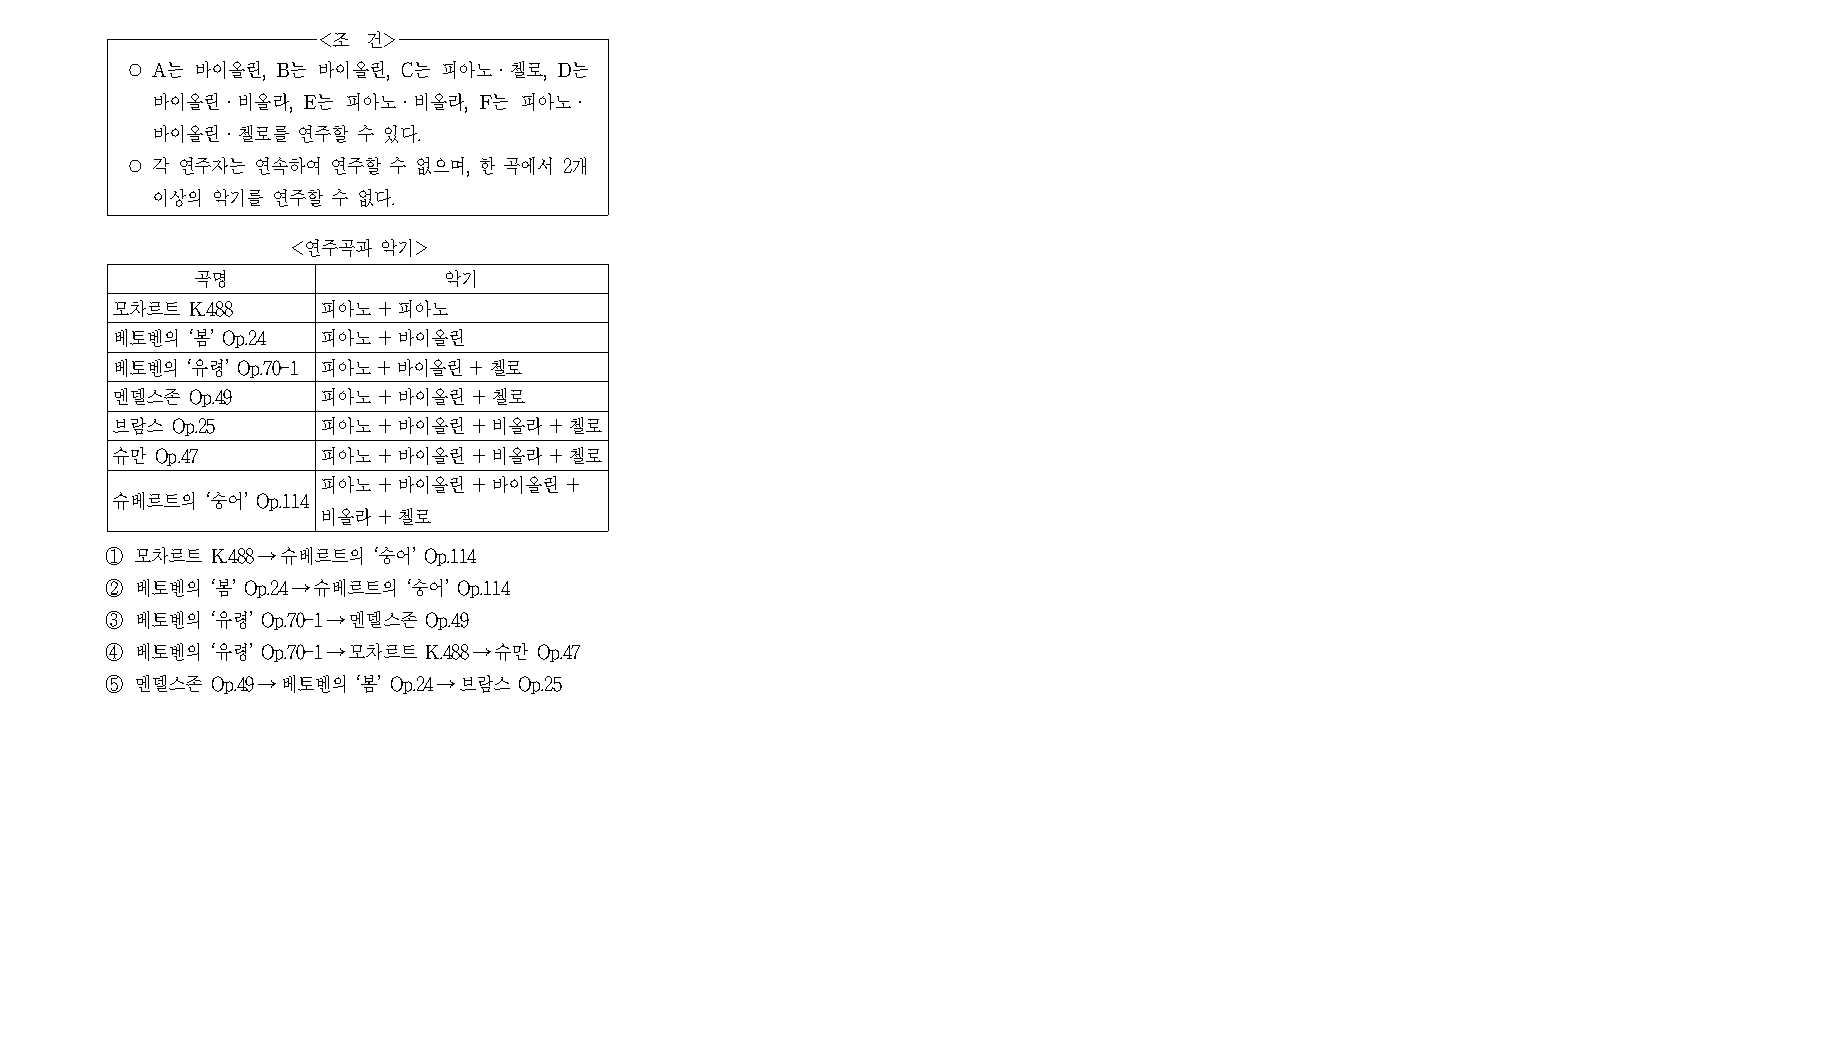 <조 건>
○ A는 바이올린, B는 바이올린, C는 피아노·첼로, D는
바이올린·비올라, E는 피아노·비올라, F는 피아노·
바이올린·첼로를 연주할 수 있다.
○ 각 연주자는 연속하여 연주할 수 없으며, 한 곡에서 2개
이상의 악기를 연주할 수 없다.
<연주곡과 악기>
곡명 악기
모차르트 K.488 피아노 + 피아노
베토벤의 ‘봄’ Op.24 피아노 + 바이올린
베토벤의 ‘유령’ Op.70-1 피아노 + 바이올린 + 첼로
멘델스존 Op.49 피아노 + 바이올린 + 첼로
브람스 Op.25 피아노 + 바이올린 + 비올라 + 첼로
슈만 Op.47 피아노 + 바이올린 + 비올라 + 첼로
슈베르트의 ‘숭어’ Op.114 피아노 + 바이올린 + 바이올린 +
비올라 + 첼로
① 모차르트 K.488→슈베르트의 ‘숭어’ Op.114
② 베토벤의 ‘봄’ Op.24→슈베르트의 ‘숭어’ Op.114
③ 베토벤의 ‘유령’ Op.70-1→멘델스존 Op.49
④ 베토벤의 ‘유령’ Op.70-1→모차르트 K.488→슈만 Op.47
⑤ 멘델스존 Op.49→베토벤의 ‘봄’ Op.24→브람스 Op.25